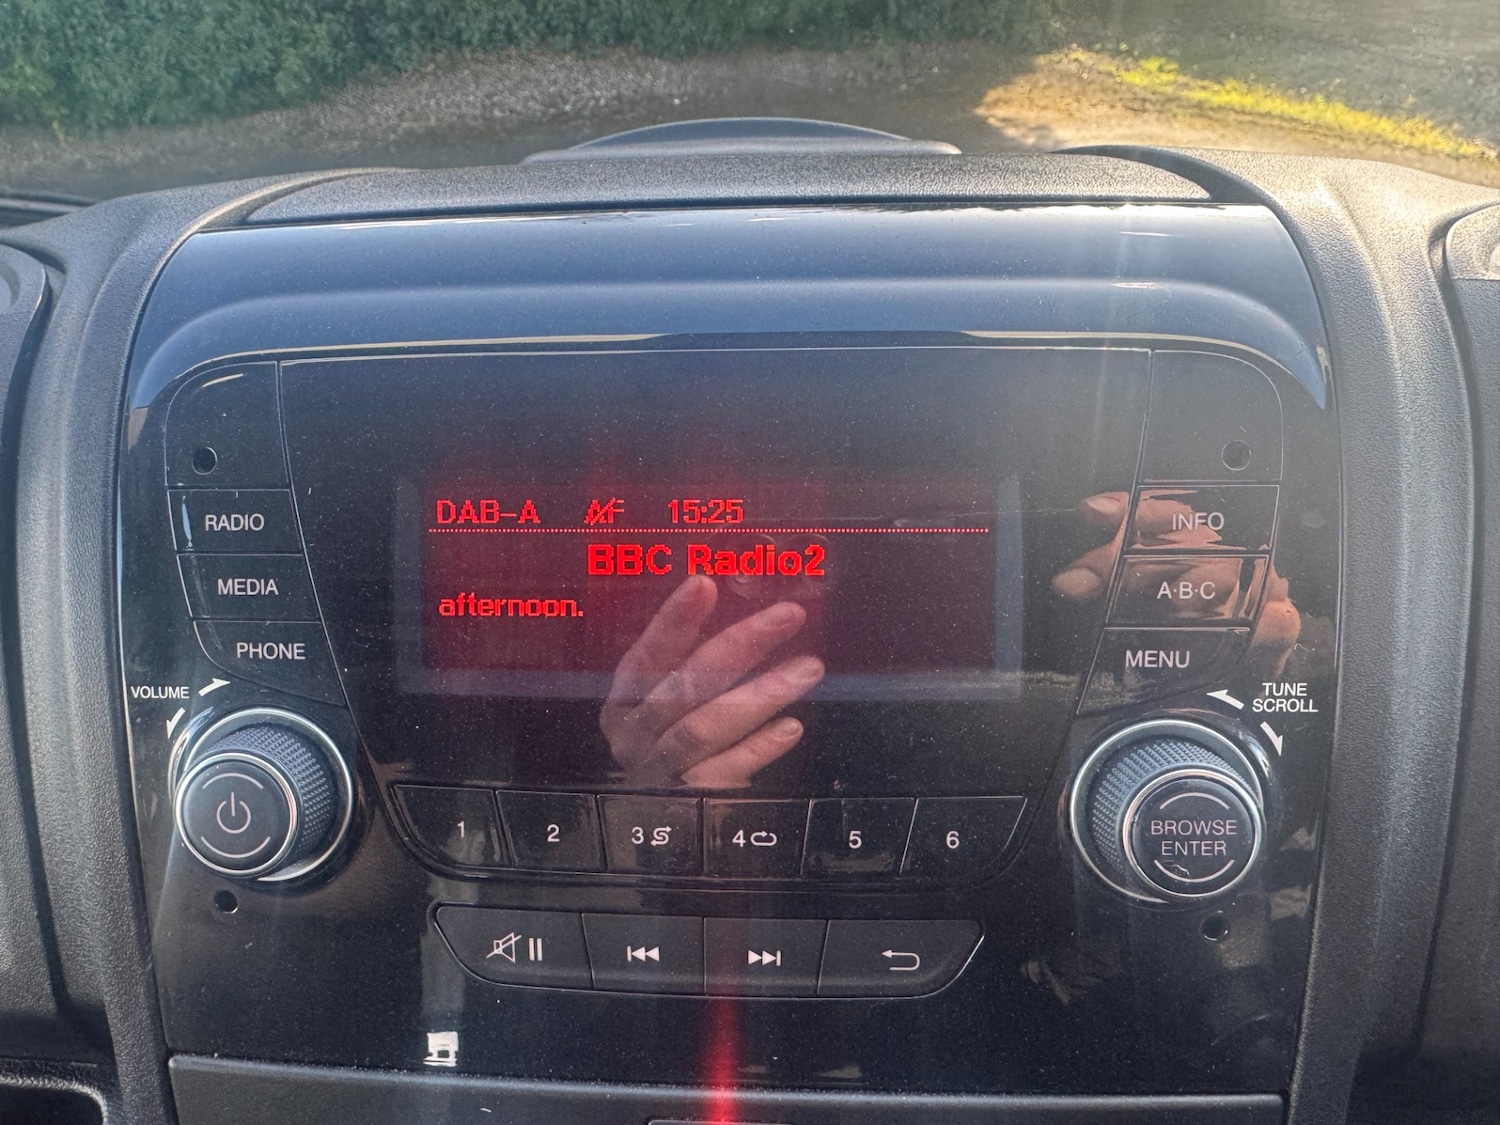 DAB-A AF 15:25
BBC Radio2
afternoon.
RADIO
MEDIA
PHONE
VOLUME
INFO
A·B·C
MENU
TUNE
SCROLL
1 2 3 4 5 6
BROWSE
ENTER